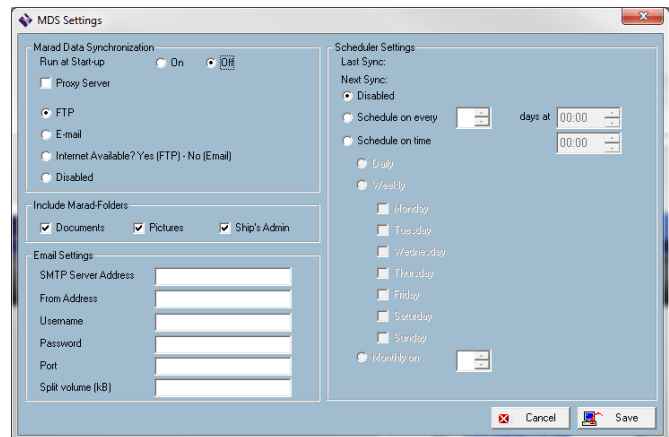 MDS Settings
Marad Data Synchronization
Run at Start-up On Off
Proxy Server
FTP
E-mail
Internet Available? Yes (FTP) - No (Email)
Disabled
Include Marad-Folders
Documents Pictures Ship's Admin
Email Settings
SMTP Server Address
From Address
Username
Password
Port
Split volume (kB)
Scheduler Settings
Last Sync:
Next Sync:
Disabled
Schedule on every days at 00:00
Schedule on time 00:00
Daily
Weekly
Monday
Tuesday
Wednesday
Thursday
Friday
Saturday
Sunday
Monthly on
Cancel Save